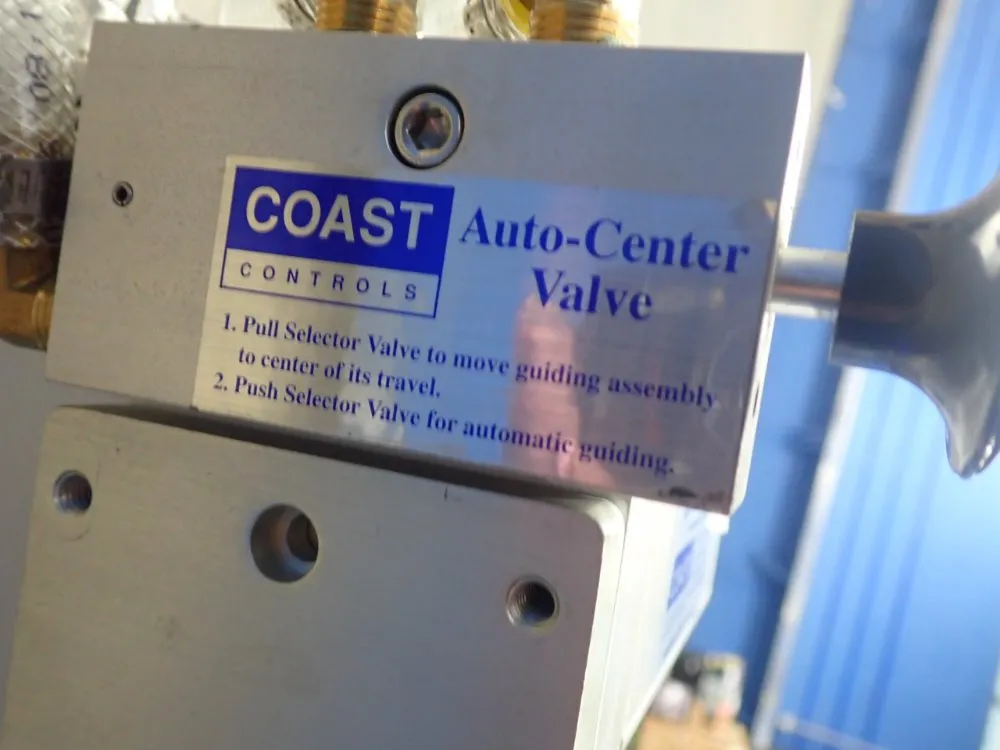 COAST
CONTROLS
Auto-Center
Valve
1. Pull Selector Valve to move guiding assembly
to center of its travel.
2. Push Selector Valve for automatic guiding.